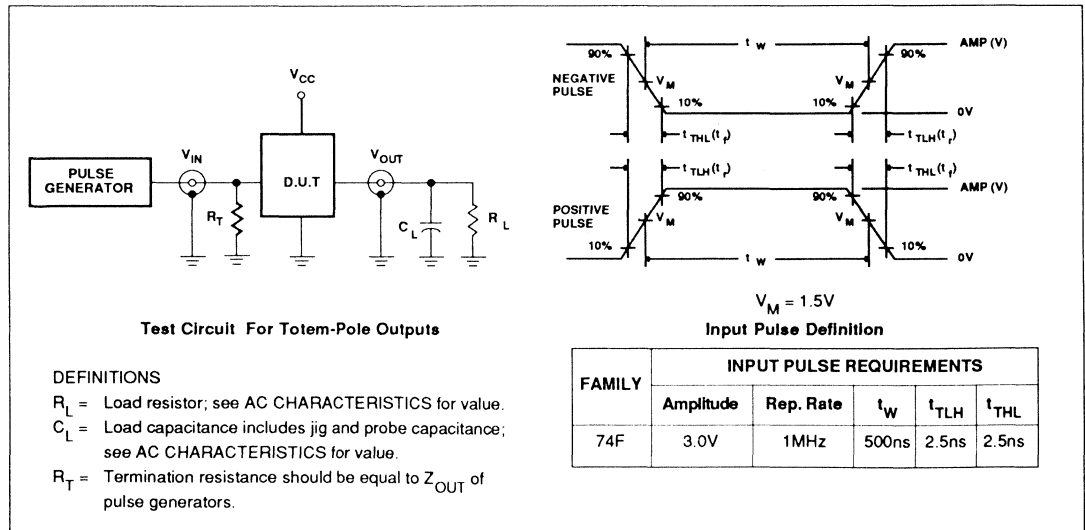 PULSE
GENERATOR
V_IN
R_T
V_CC
D.U.T
V_OUT
C_L
R_L
Test Circuit For Totem-Pole Outputs
DEFINITIONS
R_L = Load resistor; see AC CHARACTERISTICS for value.
C_L = Load capacitance includes jig and probe capacitance;
see AC CHARACTERISTICS for value.
R_T = Termination resistance should be equal to Z_OUT of
pulse generators.
NEGATIVE
PULSE
90%
V_M
10%
t_W
10%
V_M
90%
AMP (V)
0V
t_THL(t_f)
t_TLH(t_r)
t_TLH(t_r)
t_THL(t_f)
POSITIVE
PULSE
10%
V_M
90%
t_W
90%
V_M
10%
AMP (V)
0V
V_M = 1.5V
Input Pulse Definition
FAMILY
INPUT PULSE REQUIREMENTS
Amplitude Rep. Rate t_W t_TLH t_THL
74F 3.0V 1MHz 500ns 2.5ns 2.5ns